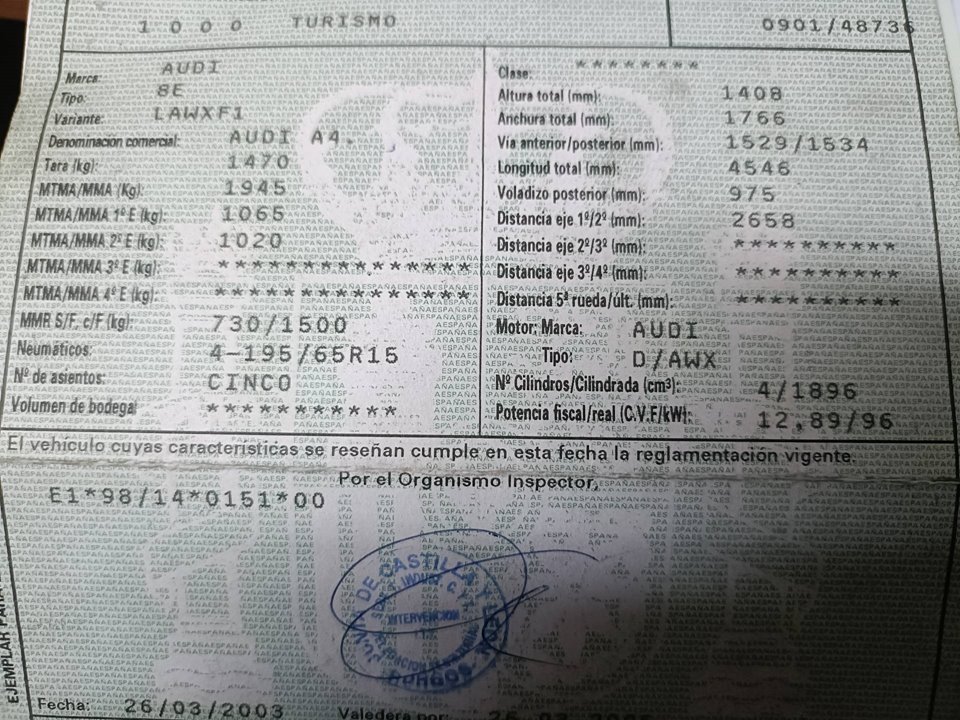 1000 TURISMO 0901/48736
Marca: AUDI
Tipo: 8E
Variante: LAWXF1
Denominación comercial: AUDI A4.
Tara (kg): 1470
MTMA/MMA (Kg): 1945
MTMA/MMA 1º E (kg): 1065
MTMA/MMA 2º E (kg): 1020
MTMA/MMA 3º E (kg): **************
MTMA/MMA 4º E (kg): **************
MMR S/F, c/F (kg): 730/1500
Neumáticos: 4-195/65R15
Nº de asientos: CINCO
Volumen de bodega: ***********
Clase: ********
Altura total (mm): 1408
Anchura total (mm): 1766
Vía anterior/posterior (mm): 1529/1534
Longitud total (mm): 4546
Voladizo posterior (mm): 975
Distancia eje 1º/2º (mm): 2658
Distancia eje 2º/3º (mm): **********
Distancia eje 3º/4º (mm): **********
Distancia 5ª rueda/últ. (mm): **********
Motor: Marca: AUDI
Tipo: D/AWX
Nº Cilindros/Cilindrada (cm³): 4/1896
Potencia fiscal/real (C.V.F/kW): 12,89/96
El vehículo cuyas características se reseñan cumple en esta fecha la reglamentación vigente.
Por el Organismo Inspector,
E1*98/14*0151*00
DE CASTILLA Y
INTERVENCION
BURGOS
EJEMPLAR PARA
Fecha: 26/03/2003 Valedera por: